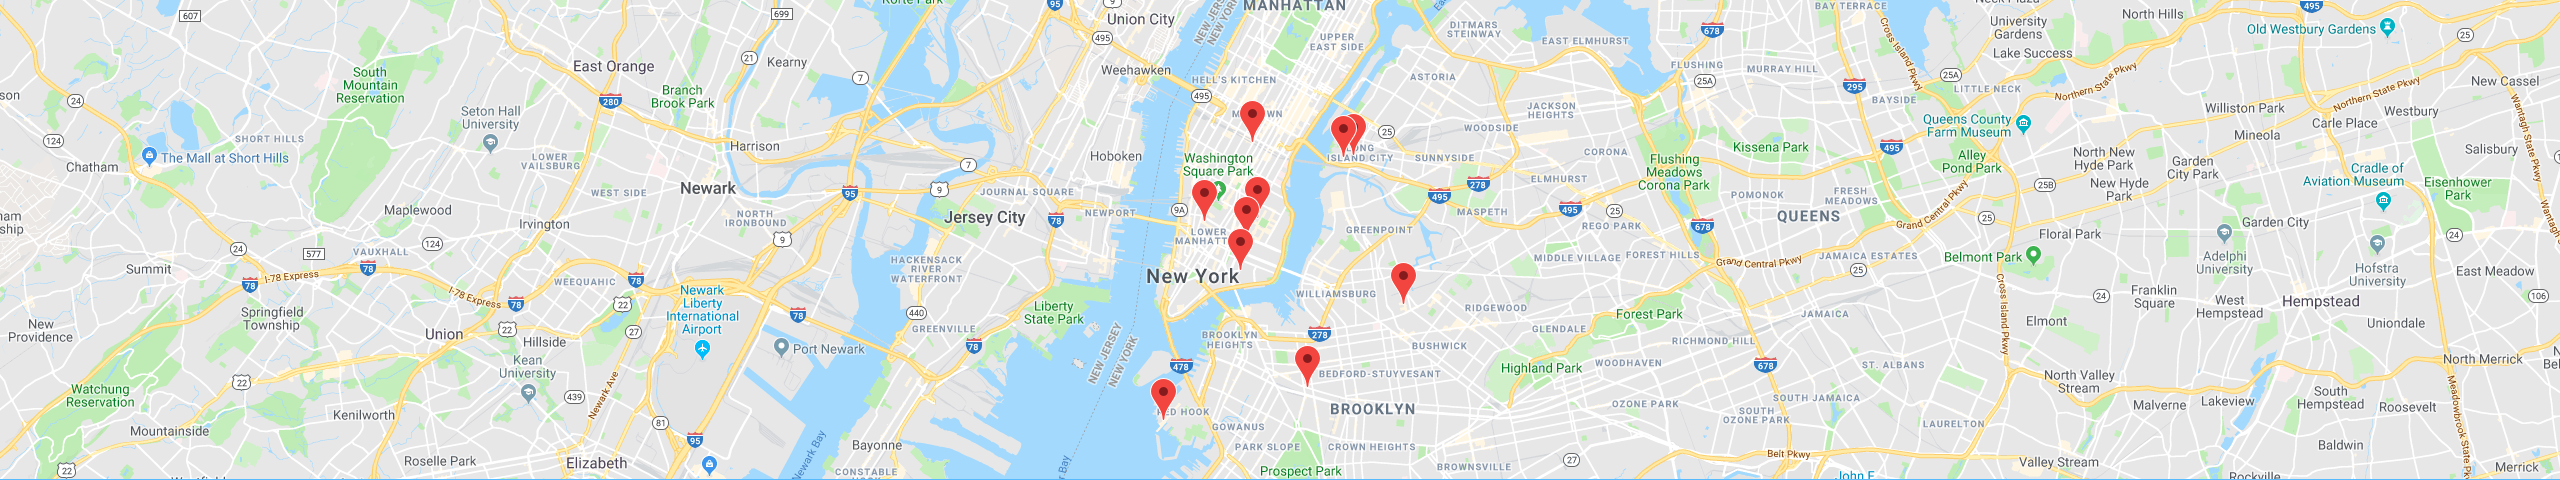 607
699
Union City
9
95
MANHATTAN
BAY TERRACE
University
Gardens
North Hills
495
Old Westbury Gardens
25
NEW JERSEY
NEW YORK
UPPER
EAST SIDE
DITMARS
STEINWAY
EAST ELMHURST
678
Cross Island Pkwy
Lake Success
East Orange
21
Kearny
495
Weehawken
7
HELL'S KITCHEN
ASTORIA
FLUSHING
25A
MURRAY HILL
295
25A
LITTLE NECK
Northern State Pkwy
Northern State Pkwy
New Cassel
South
Mountain
Reservation
24
280
Branch
Brook Park
495
JACKSON
HEIGHTS
BAYSIDE
Williston Park
Westbury
Wantagh State Pkwy
Seton Hall
University
25
WOODSIDE
Queens County
Farm Museum
Carle Place
Mineola
124
SHORT HILLS
Harrison
Chatham
The Mall at Short Hills
LOWER
VAILSBURG
7
Hoboken
Washington
Square Park
LONG
ISLAND CITY
SUNNYSIDE
CORONA
Kissena Park
495
Alley
Pond Park
North New
Hyde Park
Garden
City Park
Salisbury
Flushing
Meadows
Corona Park
Cradle of
Aviation Museum
Eisenhower
Park
WEST SIDE
Newark
95
9
JOURNAL SQUARE
278
495
ELMHURST
POMONOK
FRESH
MEADOWS
25B
New Hyde
Park
Maplewood
NORTH
IRONBOUND
Jersey City
78
NEWPORT
9A
MASPETH
495
25
REGO PARK
678
QUEENS
Grand Central Pkwy
25
Garden City
Irvington
9
LOWER
GREENPOINT
Floral Park
24
24
124
VAUXHALL
577
HACKENSACK
RIVER
WATERFRONT
MIDDLE VILLAGE
FOREST HILLS
Grand Central Pkwy
JAMAICA ESTATES
25
Belmont Park
Adelphi
University
Hofstra
University
Summit
78
I-78 Express
78
I-78 Express
78
WEEQUAHIC
78
22
Newark
Liberty
International
Airport
New York
WILLIAMSBURG
East Meadow
24
Franklin
Square
West
Hempstead
Hempstead
106
Springfield
Township
78
440
Liberty
State Park
RIDGEWOOD
Forest Park
JAMAICA
Cross Island Pkwy
Elmont
Uniondale
New
Providence
Union
22
27
Hillside
GREENVILLE
NEW JERSEY
NEW YORK
BROOKLYN
HEIGHTS
278
GLENDALE
RICHMOND HILL
Port Newark
78
BUSHWICK
Kean
University
478
WOODHAVEN
678
ST. ALBANS
North Merrick
Watchung
Reservation
22
Newark Ave
Highland Park
BEDFORD-STUYVESANT
North Valley
Stream
South
Hempstead
Meadowbrook State Pk
439
Kenilworth
RED HOOK
BROOKLYN
OZONE PARK
SOUTH JAMAICA
SOUTH
OZONE PARK
Malverne
Lakeview
Roosevelt
81
Mountainside
95
GOWANUS
LAURELTON
Bayonne
PARK SLOPE
CROWN HEIGHTS
Baldwin
Belt Pkwy
22
Roselle Park
Elizabeth
Newark Bay
CONSTABLE
Prospect Park
BROWNSVILLE
27
Valley Stream
Merrick
John F
Rockville